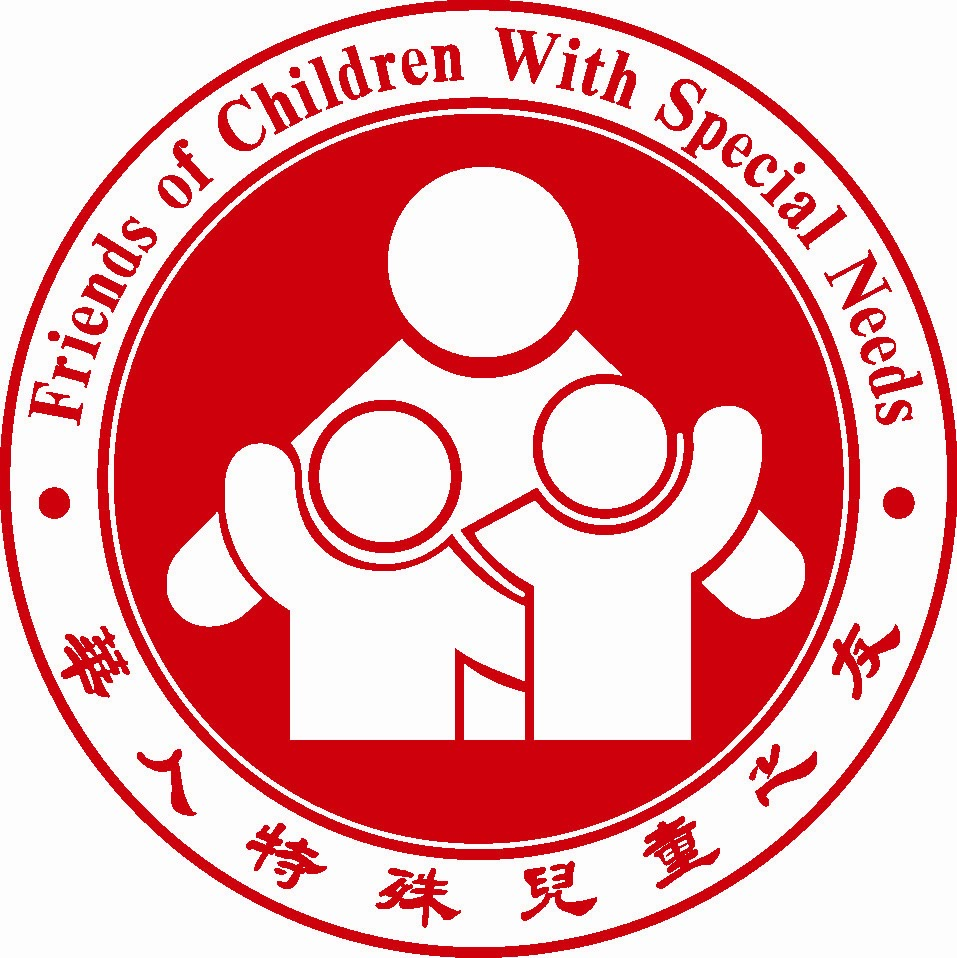 Friends of Children With Special Needs
華人特殊兒童之友